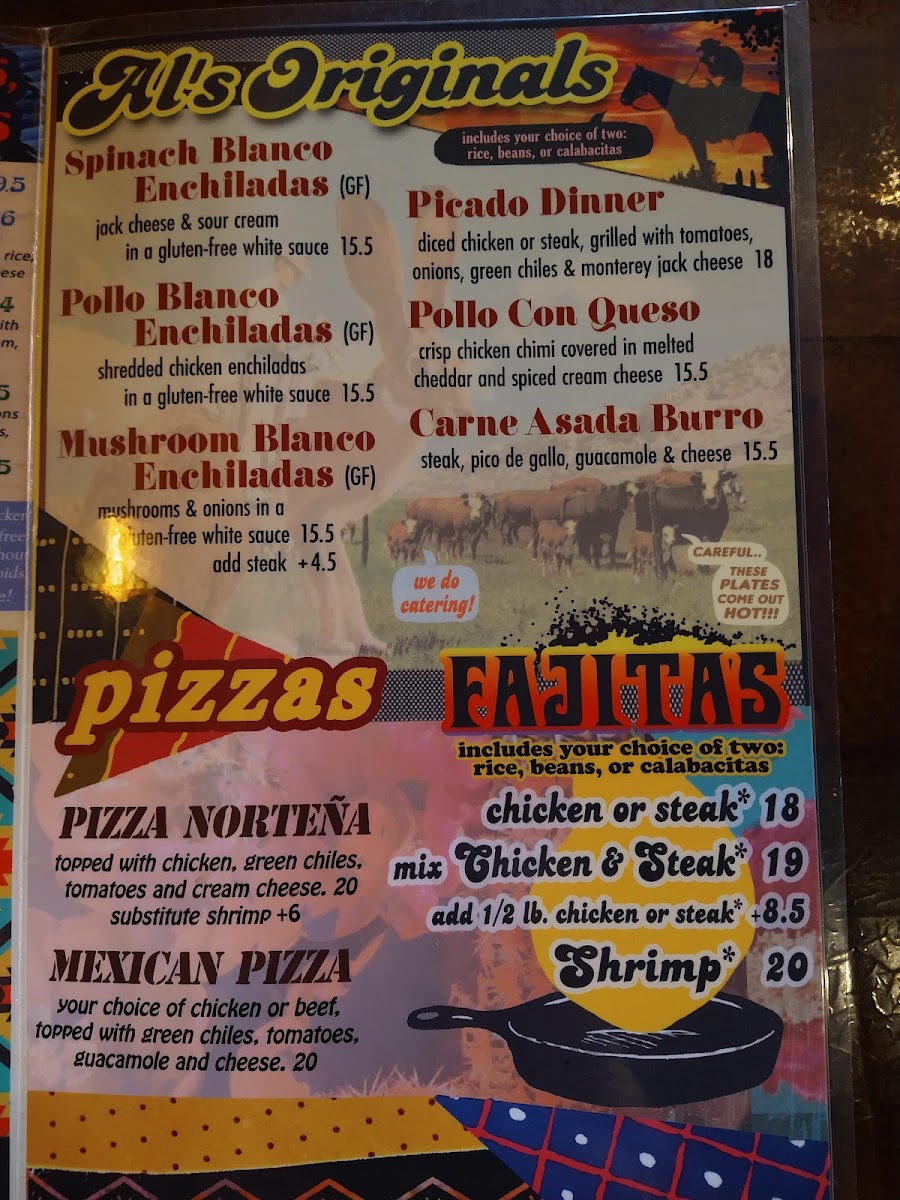 Al's Originals
includes your choice of two:
rice, beans, or calabacitas
Spinach Blanco
Enchiladas (GF)
jack cheese & sour cream
in a gluten-free white sauce 15.5
Pollo Blanco
Enchiladas (GF)
shredded chicken enchiladas
in a gluten-free white sauce 15.5
Mushroom Blanco
Enchiladas (GF)
mushrooms & onions in a
gluten-free white sauce 15.5
add steak +4.5
Picado Dinner
diced chicken or steak, grilled with tomatoes,
onions, green chiles & monterey jack cheese 18
Pollo Con Queso
crisp chicken chimi covered in melted
cheddar and spiced cream cheese 15.5
Carne Asada Burro
steak, pico de gallo, guacamole & cheese 15.5
we do
catering!
CAREFUL..
THESE
PLATES
COME OUT
HOT!!!
pizzas
PIZZA NORTEÑA
topped with chicken, green chiles,
tomatoes and cream cheese. 20
substitute shrimp +6
MEXICAN PIZZA
your choice of chicken or beef,
topped with green chiles, tomatoes,
guacamole and cheese. 20
FAJITAS
includes your choice of two:
rice, beans, or calabacitas
chicken or steak* 18
mix Chicken & Steak* 19
add 1/2 lb. chicken or steak* +8.5
Shrimp* 20